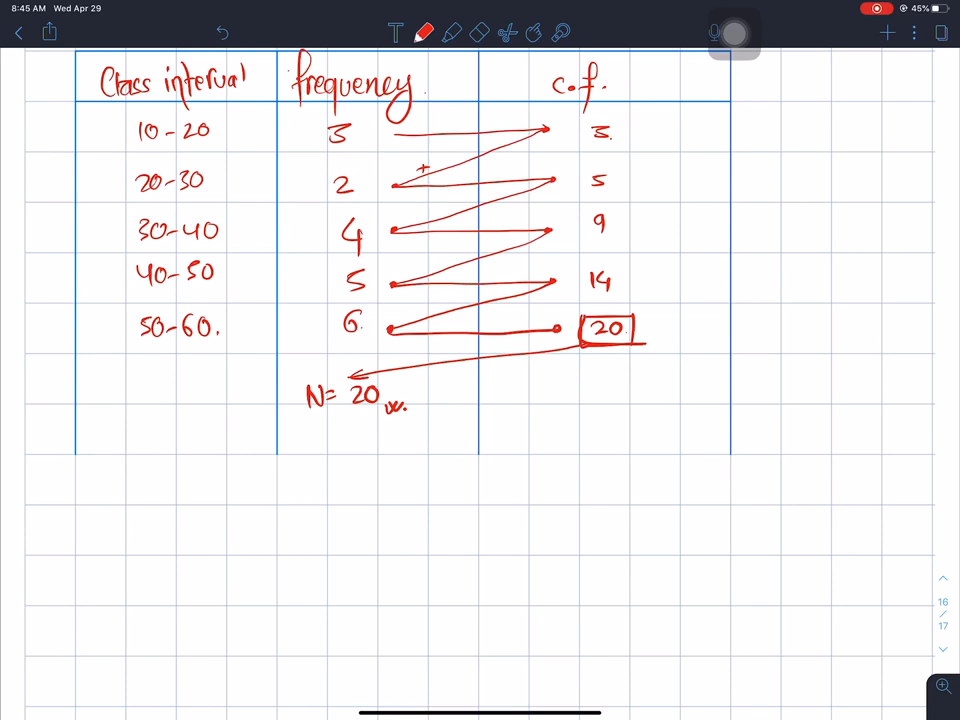 8:45 AM Wed Apr 29
45%
Class interval frequency c.f.
10-20 3 3.
20-30 2 + 5
30-40 4 9
40-50 5 14
50-60. 6. 20.
N= 20
16
/
17